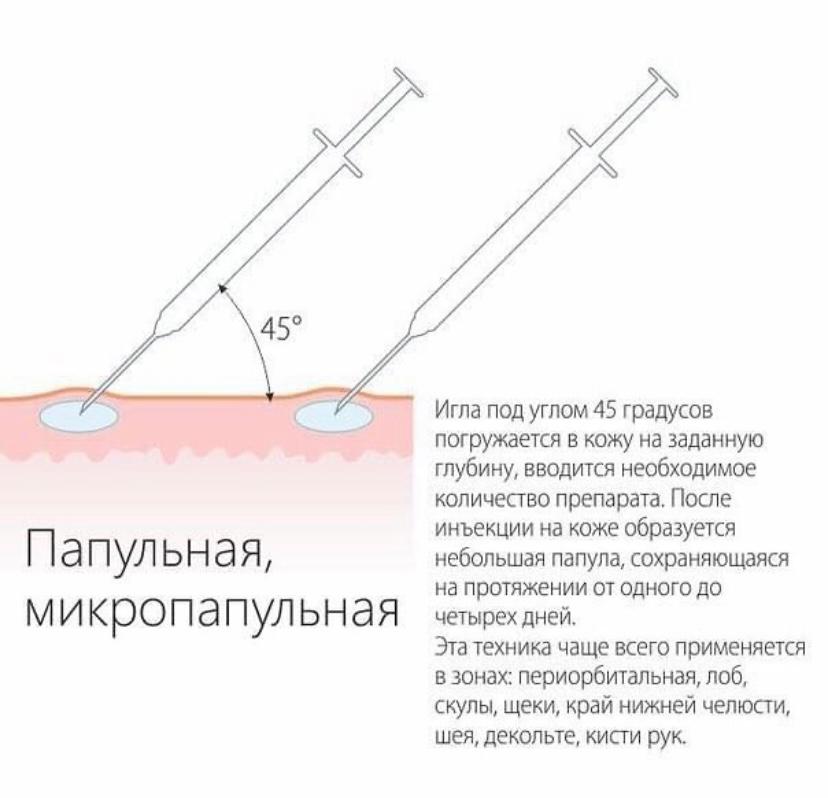 45°
Папульная,
микропапульная
Игла под углом 45 градусов
погружается в кожу на заданную
глубину, вводится необходимое
количество препарата. После
инъекции на коже образуется
небольшая папула, сохраняющаяся
на протяжении от одного до
четырех дней.
Эта техника чаще всего применяется
в зонах: периорбитальная, лоб,
скулы, щеки, край нижней челюсти,
шея, декольте, кисти рук.